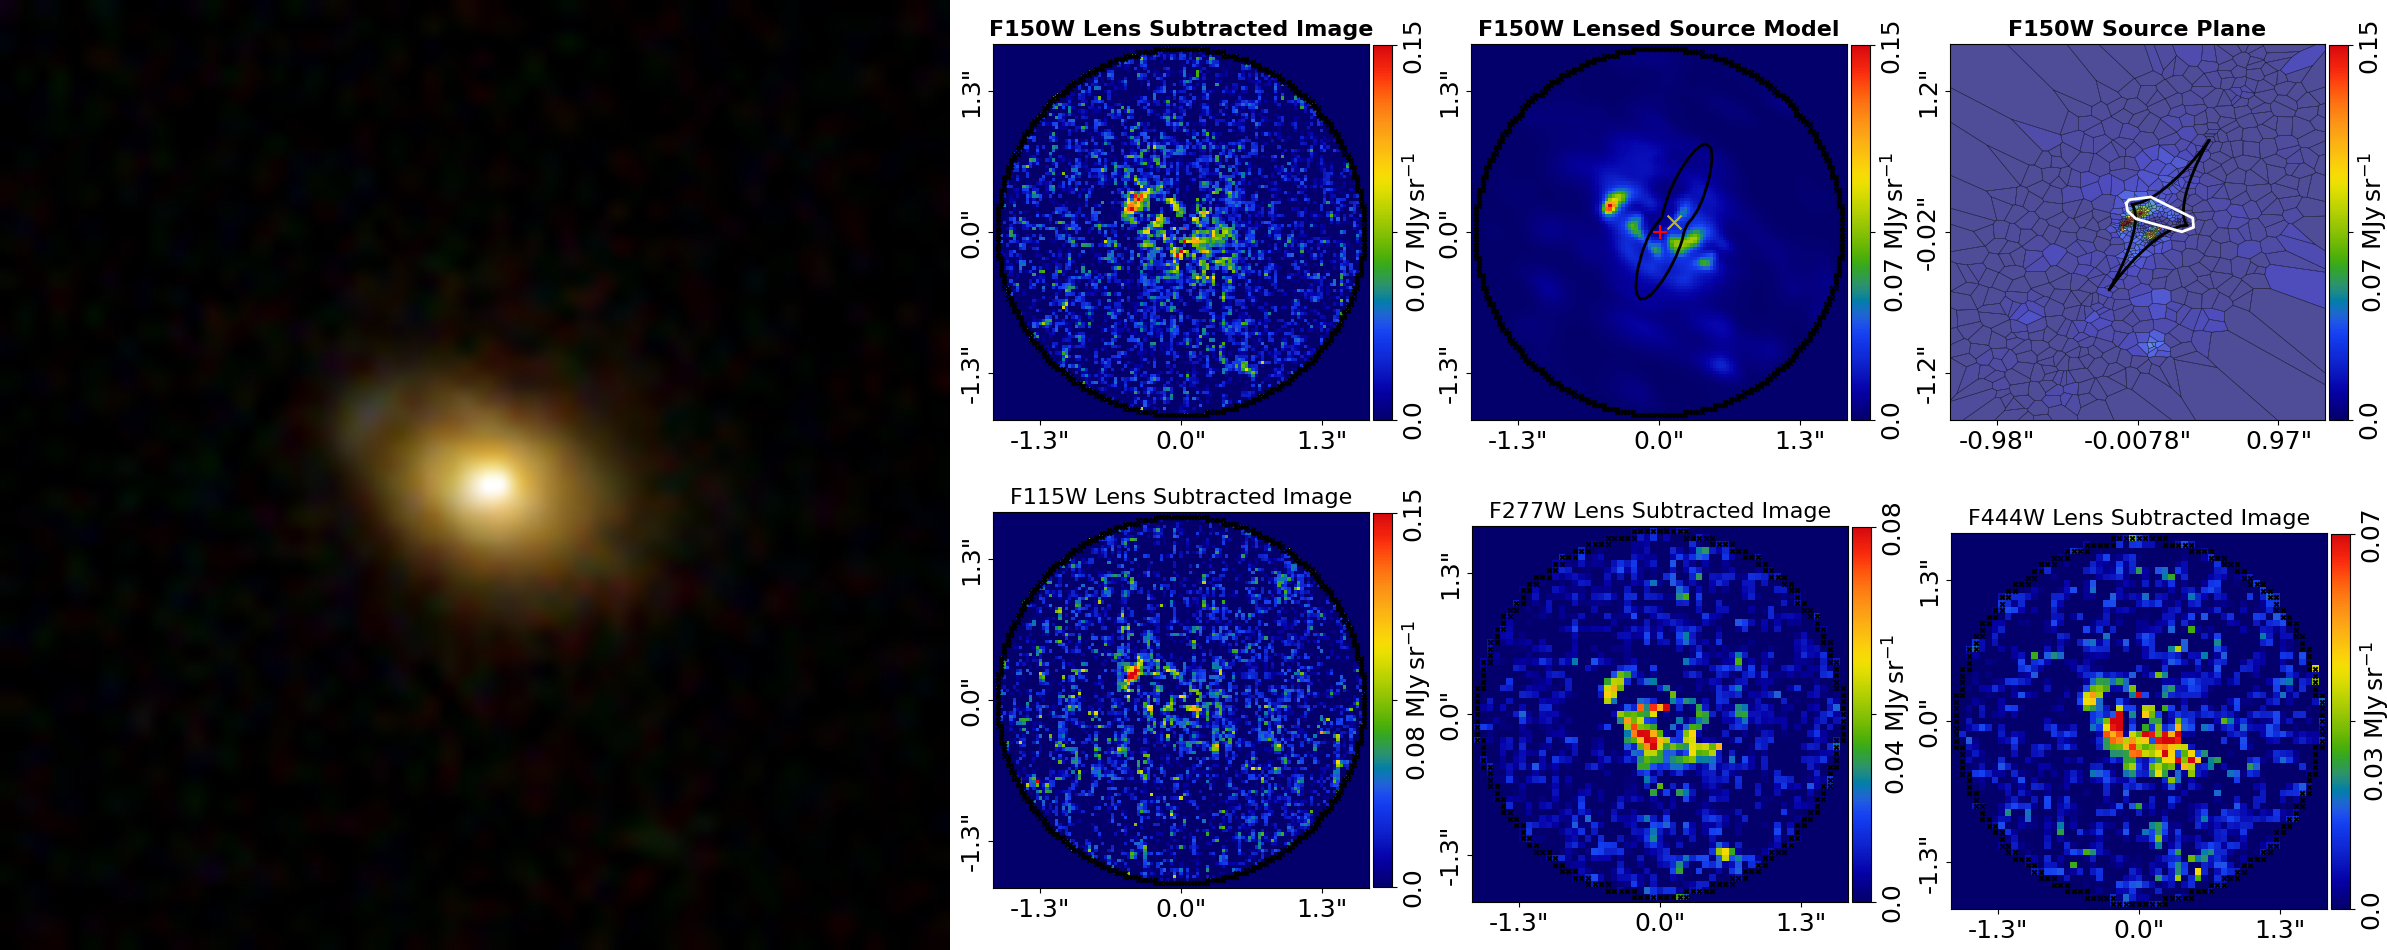 F150W Lens Subtracted Image
1.3"
0.0"
-1.3"
-1.3" 0.0" 1.3"
0.15
0.07 MJy sr−1
0.0
F150W Lensed Source Model
1.3"
0.0"
-1.3"
-1.3" 0.0" 1.3"
0.15
0.07 MJy sr−1
0.0
F150W Source Plane
1.2"
-0.02"
-1.2"
-0.98" -0.0078" 0.97"
0.15
0.07 MJy sr−1
0.0
F115W Lens Subtracted Image
1.3"
0.0"
-1.3"
-1.3" 0.0" 1.3"
0.15
0.08 MJy sr−1
0.0
F277W Lens Subtracted Image
1.3"
0.0"
-1.3"
-1.3" 0.0" 1.3"
0.08
0.04 MJy sr−1
0.0
F444W Lens Subtracted Image
1.3"
0.0"
-1.3"
-1.3" 0.0" 1.3"
0.07
0.03 MJy sr−1
0.0